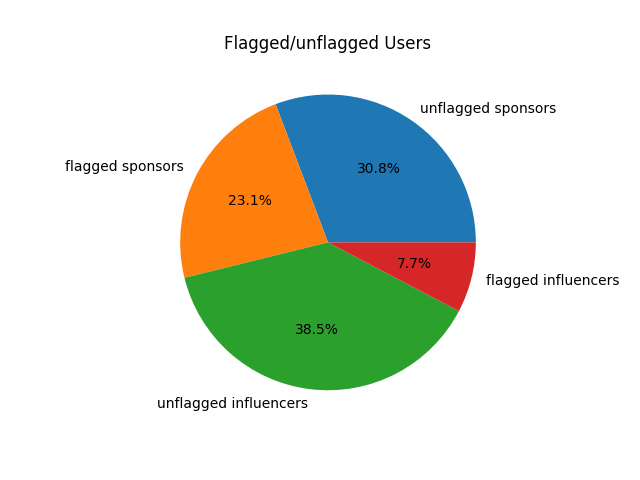 Flagged/unflagged Users
unflagged sponsors
30.8%
flagged sponsors
23.1%
7.7%
flagged influencers
38.5%
unflagged influencers